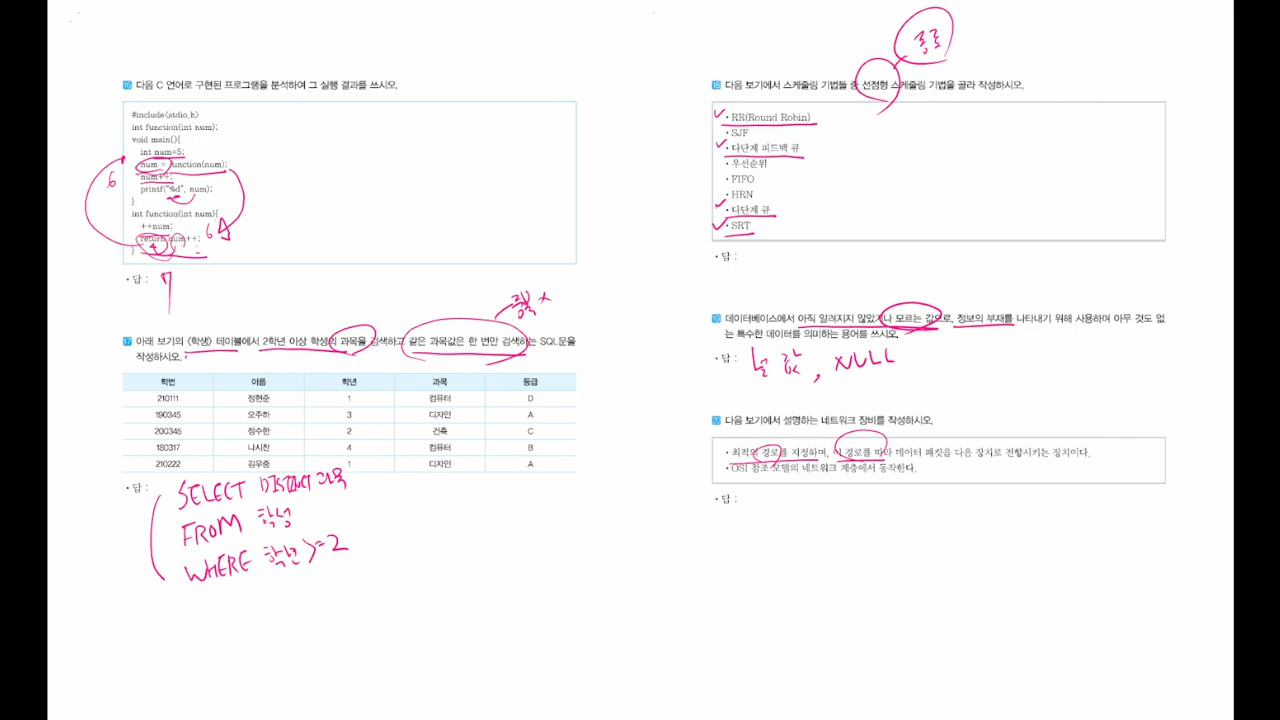 16 다음 C 언어로 구현된 프로그램을 분석하여 그 실행 결과를 쓰시오.
#include<stdio.h>
int function(int num);
void main(){
int num=5;
num = function(num);
num++;
printf("%d", num);
}
int function(int num){
++num;
return num++;
}
6
6
• 답 : 7
중복 ×
17 아래 보기의 <학생> 테이블에서 2학년 이상 학생의 과목을 검색하고 같은 과목값은 한 번만 검색하는 SQL문을
작성하시오.
학번 이름 학년 과목 등급
210111 정현준 1 컴퓨터 D
190345 오주하 3 디자인 A
200345 정수한 2 건축 C
180317 나시찬 4 컴퓨터 B
210222 김우중 1 디자인 A
• 답 :
SELECT DISTINCT 과목
FROM 학생
WHERE 학년 >= 2
종료
18 다음 보기에서 스케줄링 기법들 중 선점형 스케줄링 기법을 골라 작성하시오.
• RR(Round Robin)
• SJF
• 다단계 피드백 큐
• 우선순위
• FIFO
• HRN
• 다단계 큐
• SRT
• 답 :
19 데이터베이스에서 아직 알려지지 않았거나 모르는 값으로, 정보의 부재를 나타내기 위해 사용하며 아무 것도 없
는 특수한 데이터를 의미하는 용어를 쓰시오.
• 답 : 널 값, NULL
20 다음 보기에서 설명하는 네트워크 장비를 작성하시오.
• 최적의 경로를 지정하며, 이 경로를 따라 데이터 패킷을 다음 장치로 전향시키는 장치이다.
• OSI 참조 모델의 네트워크 계층에서 동작한다.
• 답 :